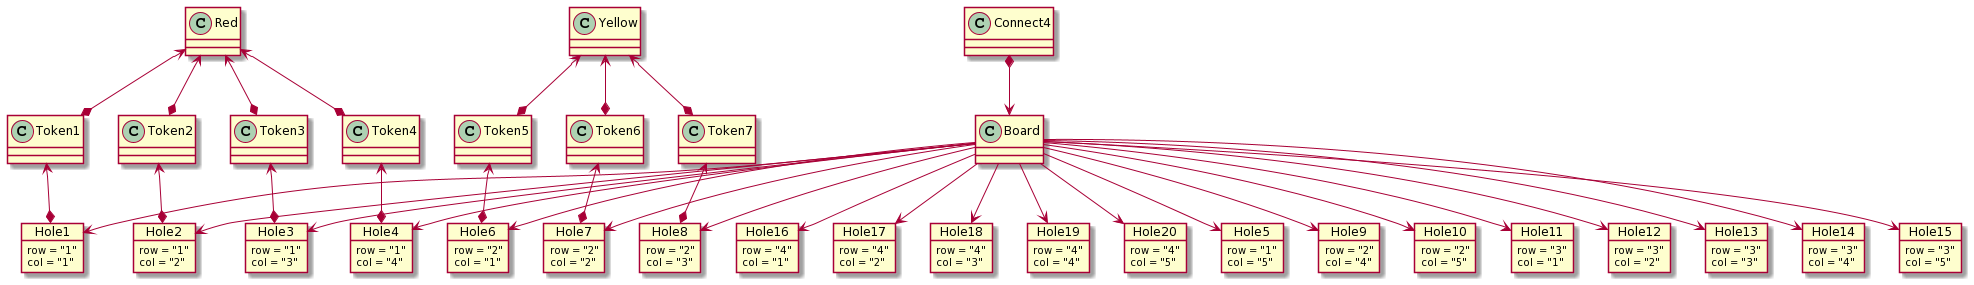 C Red
C Yellow
C Connect4
C Token1
C Token2
C Token3
C Token4
C Token5
C Token6
C Token7
C Board
Hole1
row = "1"
col = "1"
Hole2
row = "1"
col = "2"
Hole3
row = "1"
col = "3"
Hole4
row = "1"
col = "4"
Hole6
row = "2"
col = "1"
Hole7
row = "2"
col = "2"
Hole8
row = "2"
col = "3"
Hole16
row = "4"
col = "1"
Hole17
row = "4"
col = "2"
Hole18
row = "4"
col = "3"
Hole19
row = "4"
col = "4"
Hole20
row = "4"
col = "5"
Hole5
row = "1"
col = "5"
Hole9
row = "2"
col = "4"
Hole10
row = "2"
col = "5"
Hole11
row = "3"
col = "1"
Hole12
row = "3"
col = "2"
Hole13
row = "3"
col = "3"
Hole14
row = "3"
col = "4"
Hole15
row = "3"
col = "5"